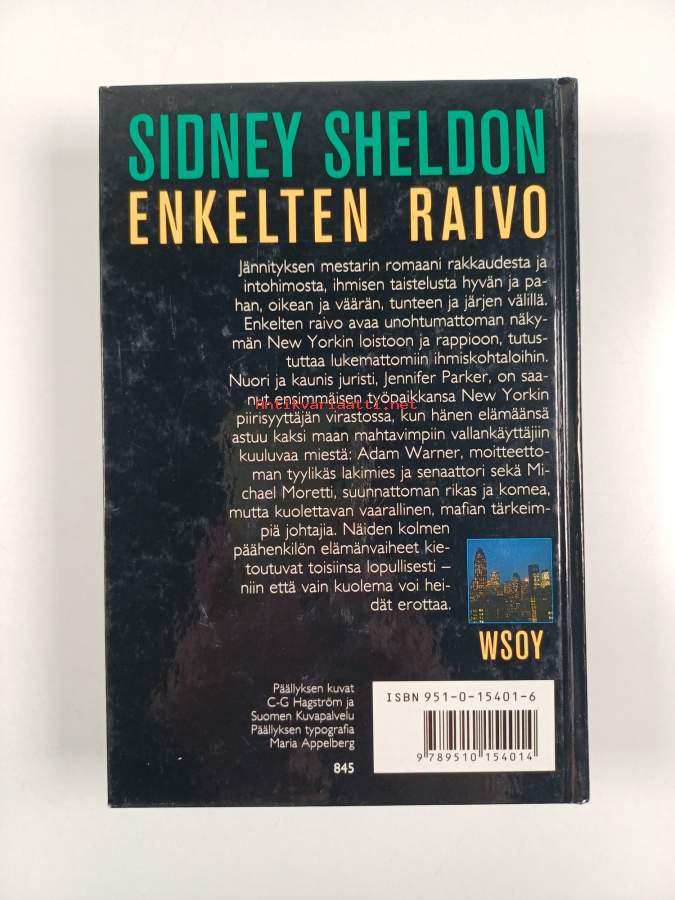 SIDNEY SHELDON
ENKELTEN RAIVO
Jännityksen mestarin romaani rakkaudesta ja
intohimosta, ihmisen taistelusta hyvän ja pa-
han, oikean ja väärän, tunteen ja järjen välillä.
Enkelten raivo avaa unohtumattoman näky-
män New Yorkin loistoon ja rappioon, tutus-
tuttaa lukemattomiin ihmiskohtaloihin.
Nuori ja kaunis juristi, Jennifer Parker, on saa-
nut ensimmäisen työpaikkansa New Yorkin
Antikvariaatti.net
piirisyyttäjän virastossa, kun hänen elämäänsä
astuu kaksi maan mahtavimpiin vallankäyttäjiin
kuuluvaa miestä: Adam Warner, moitteetto-
man tyylikäs lakimies ja senaattori sekä Mi-
chael Moretti, suunnattoman rikas ja komea,
mutta kuolettavan vaarallinen, mafian tärkeim-
piä johtajia. Näiden kolmen
päähenkilön elämänvaiheet kie-
toutuvat toisiinsa lopullisesti –
niin että vain kuolema voi hei-
dät erottaa.
WSOY
Päällyksen kuvat
C-G Hagström ja
Suomen Kuvapalvelu
Päällyksen typografia
Maria Appelberg
845
ISBN 951-0-15401-6
9 789510 154014